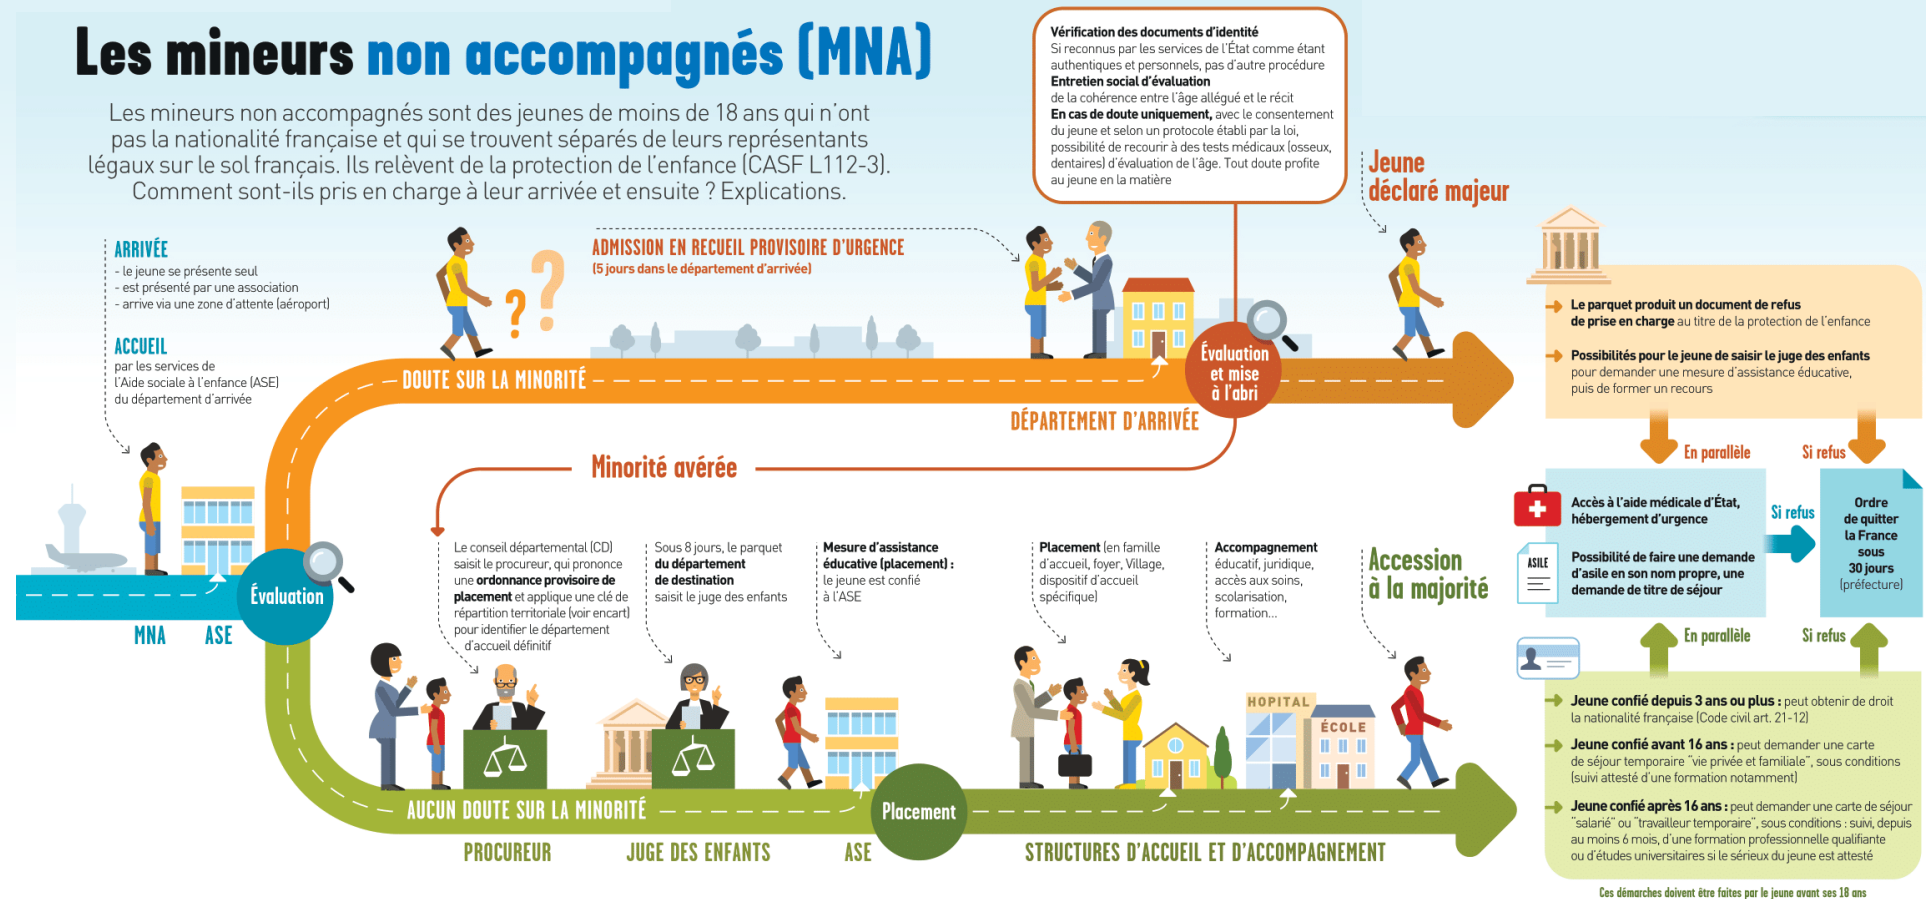 Les mineurs non accompagnés (MNA)
Les mineurs non accompagnés sont des jeunes de moins de 18 ans qui n'ont
pas la nationalité française et qui se trouvent séparés de leurs représentants
légaux sur le sol français. Ils relèvent de la protection de l'enfance (CASF L112-3).
Comment sont-ils pris en charge à leur arrivée et ensuite ? Explications.
ARRIVÉE
- le jeune se présente seul
- est présenté par une association
- arrive via une zone d'attente (aéroport)
ACCUEIL
par les services de
l'Aide sociale à l'enfance (ASE)
du département d'arrivée
MNA
ASE
Évaluation
DOUTE SUR LA MINORITÉ
? ?
ADMISSION EN RECUEIL PROVISOIRE D'URGENCE
(5 jours dans le département d'arrivée)
DÉPARTEMENT D'ARRIVÉE
Vérification des documents d'identité
Si reconnus par les services de l'État comme étant
authentiques et personnels, pas d'autre procédure
Entretien social d'évaluation
de la cohérence entre l'âge allégué et le récit
En cas de doute uniquement, avec le consentement
du jeune et selon un protocole établi par la loi,
possibilité de recourir à des tests médicaux (osseux,
dentaires) d'évaluation de l'âge. Tout doute profite
au jeune en la matière
Évaluation
et mise
à l'abri
Jeune
déclaré majeur
Le parquet produit un document de refus
de prise en charge au titre de la protection de l'enfance
Possibilités pour le jeune de saisir le juge des enfants
pour demander une mesure d'assistance éducative,
puis de former un recours
En parallèle
Si refus
Accès à l'aide médicale d'État,
hébergement d'urgence
ASILE
Possibilité de faire une demande
d'asile en son nom propre, une
demande de titre de séjour
Si refus
Ordre
de quitter
la France
sous
30 jours
(préfecture)
Minorité avérée
Le conseil départemental (CD)
saisit le procureur, qui prononce
une ordonnance provisoire de
placement et applique une clé de
répartition territoriale (voir encart)
pour identifier le département
d'accueil définitif
Sous 8 jours, le parquet
du département
de destination
saisit le juge des enfants
Mesure d'assistance
éducative (placement) :
le jeune est confié
à l'ASE
Placement (en famille
d'accueil, foyer, Village,
dispositif d'accueil
spécifique)
Accompagnement
éducatif, juridique,
accès aux soins,
scolarisation,
formation...
Accession
à la majorité
HOPITAL
ÉCOLE
AUCUN DOUTE SUR LA MINORITÉ
Placement
PROCUREUR
JUGE DES ENFANTS
ASE
STRUCTURES D'ACCUEIL ET D'ACCOMPAGNEMENT
En parallèle
Si refus
Jeune confié depuis 3 ans ou plus : peut obtenir de droit
la nationalité française (Code civil art. 21-12)
Jeune confié avant 16 ans : peut demander une carte
de séjour temporaire "vie privée et familiale", sous conditions
(suivi attesté d'une formation notamment)
Jeune confié après 16 ans : peut demander une carte de séjour
"salarié" ou "travailleur temporaire", sous conditions : suivi, depuis
au moins 6 mois, d'une formation professionnelle qualifiante
ou d'études universitaires si le sérieux du jeune est attesté
Ces démarches doivent être faites par le jeune avant ses 18 ans